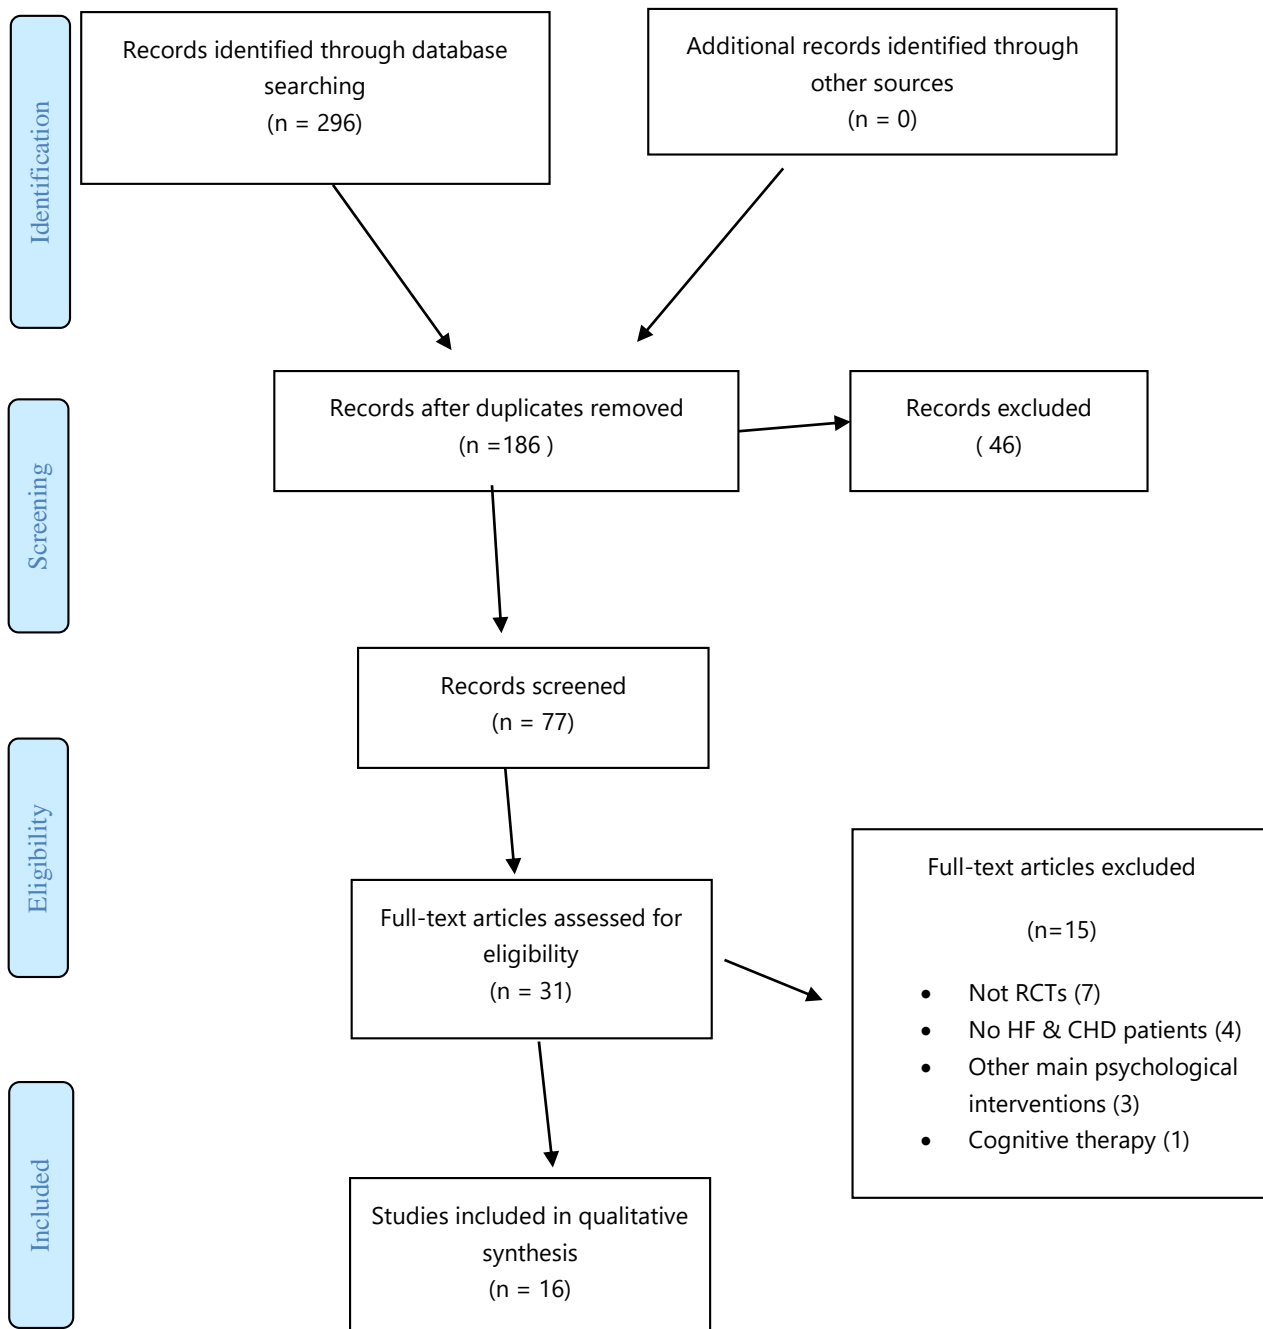 Identification
Records identified through database
searching
(n = 296)
Additional records identified through
other sources
(n = 0)
Screening
Records after duplicates removed
(n =186 )
Records excluded
( 46)
Records screened
(n = 77)
Eligibility
Full-text articles assessed for
eligibility
(n = 31)
Full-text articles excluded
(n=15)
• Not RCTs (7)
• No HF & CHD patients (4)
• Other main psychological
interventions (3)
• Cognitive therapy (1)
Included
Studies included in qualitative
synthesis
(n = 16)